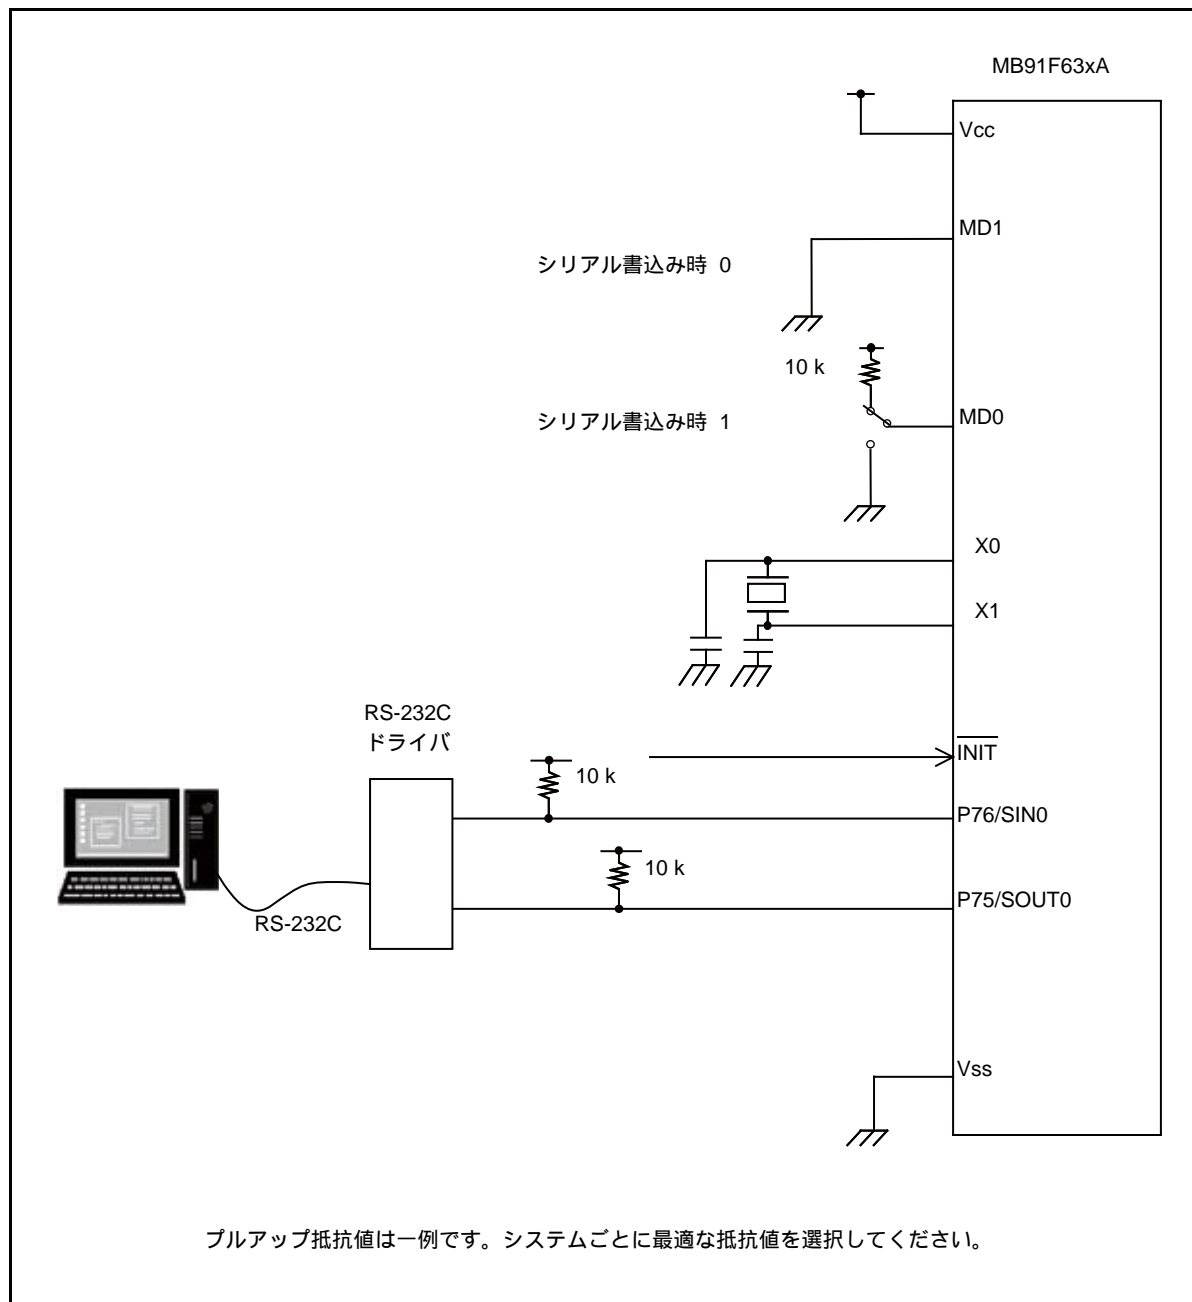 MB91F63xA
Vcc
MD1
シリアル書込み時 0
10 k
シリアル書込み時 1
MD0
X0
X1
RS-232C
ドライバ
INIT
10 k
P76/SIN0
10 k
P75/SOUT0
RS-232C
Vss
プルアップ抵抗値は一例です。システムごとに最適な抵抗値を選択してください。